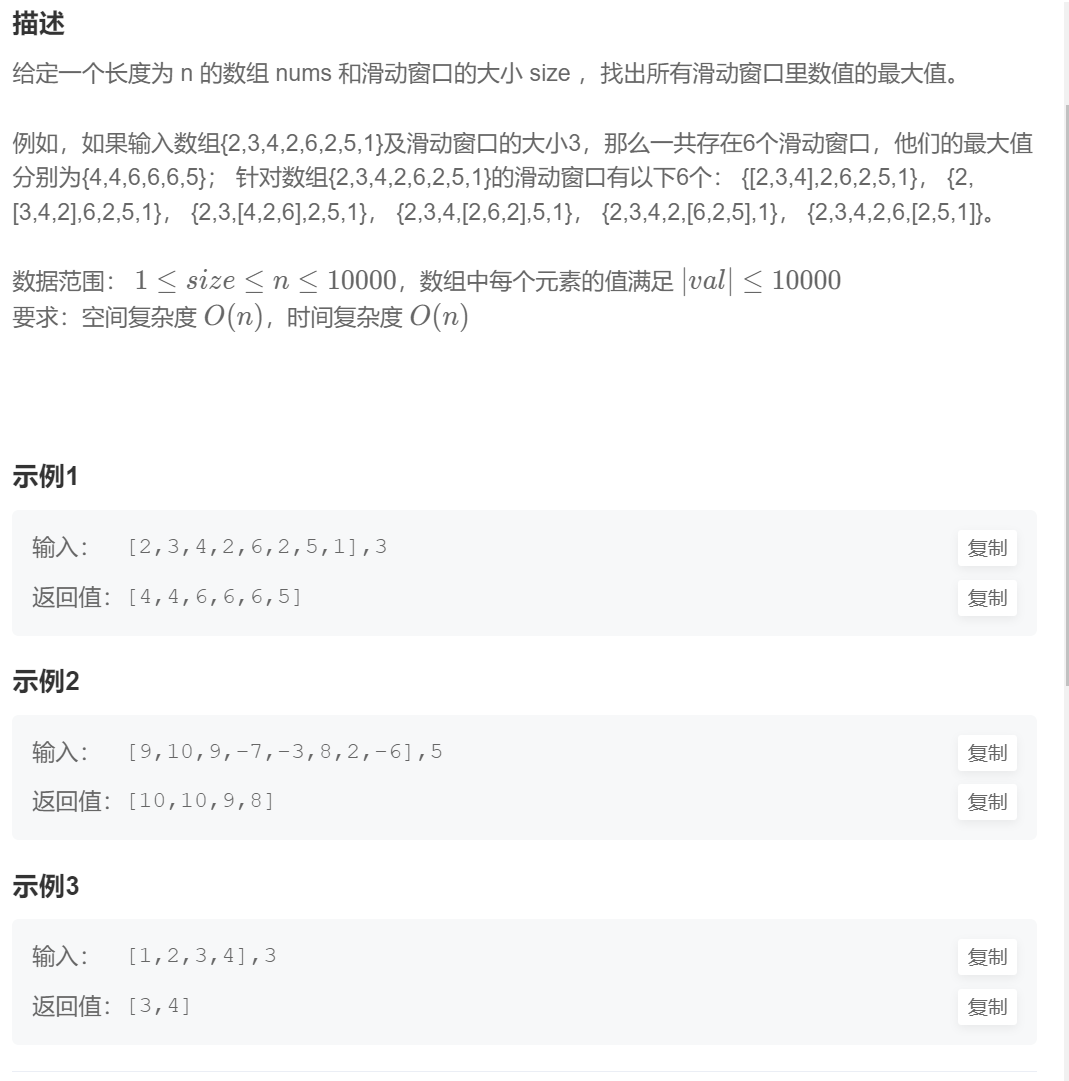 描述
给定一个长度为 n 的数组 nums 和滑动窗口的大小 size ，找出所有滑动窗口里数值的最大值。
例如，如果输入数组{2,3,4,2,6,2,5,1}及滑动窗口的大小3，那么一共存在6个滑动窗口，他们的最大值
分别为{4,4,6,6,6,5}； 针对数组{2,3,4,2,6,2,5,1}的滑动窗口有以下6个： {[2,3,4],2,6,2,5,1}， {2,
[3,4,2],6,2,5,1}， {2,3,[4,2,6],2,5,1}， {2,3,4,[2,6,2],5,1}， {2,3,4,2,[6,2,5],1}， {2,3,4,2,6,[2,5,1]}。
数据范围： 1 ≤ size ≤ n ≤ 10000，数组中每个元素的值满足 |val| ≤ 10000
要求：空间复杂度 O(n)，时间复杂度 O(n)
示例1
输入： [2,3,4,2,6,2,5,1],3 复制
返回值： [4,4,6,6,6,5] 复制
示例2
输入： [9,10,9,-7,-3,8,2,-6],5 复制
返回值： [10,10,9,8] 复制
示例3
输入： [1,2,3,4],3 复制
返回值： [3,4] 复制